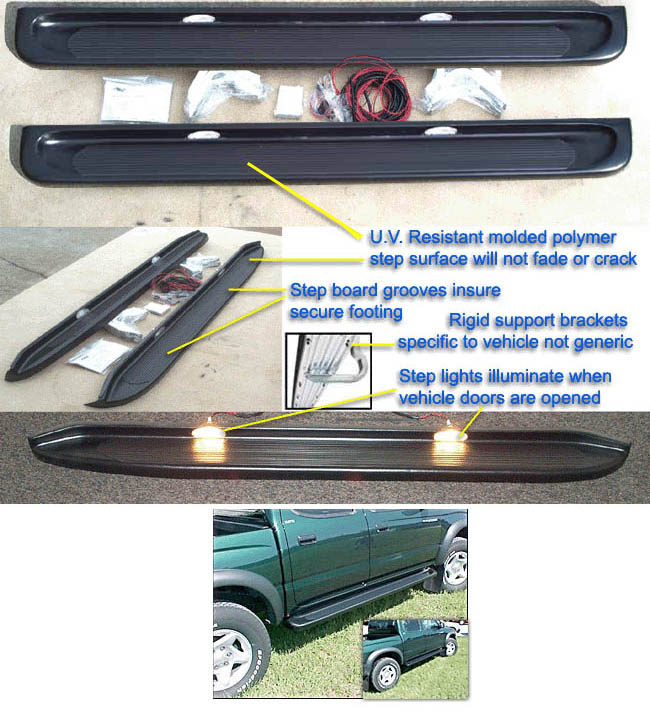 U.V. Resistant molded polymer
step surface will not fade or crack
Step board grooves insure
secure footing
Rigid support brackets
specific to vehicle not generic
Step lights illuminate when
vehicle doors are opened